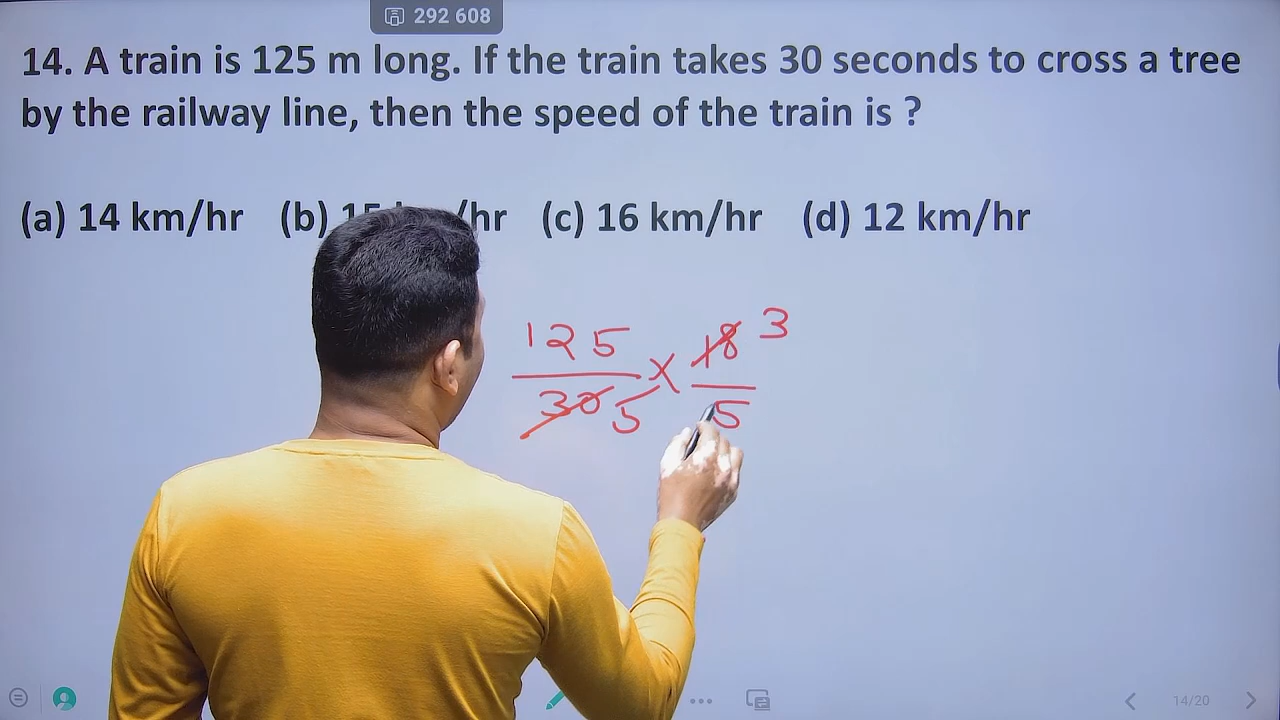 292 608
14. A train is 125 m long. If the train takes 30 seconds to cross a tree
by the railway line, then the speed of the train is ?
(a) 14 km/hr (b) 15 /hr (c) 16 km/hr (d) 12 km/hr
125 × 18 3
30 5 5
14/20